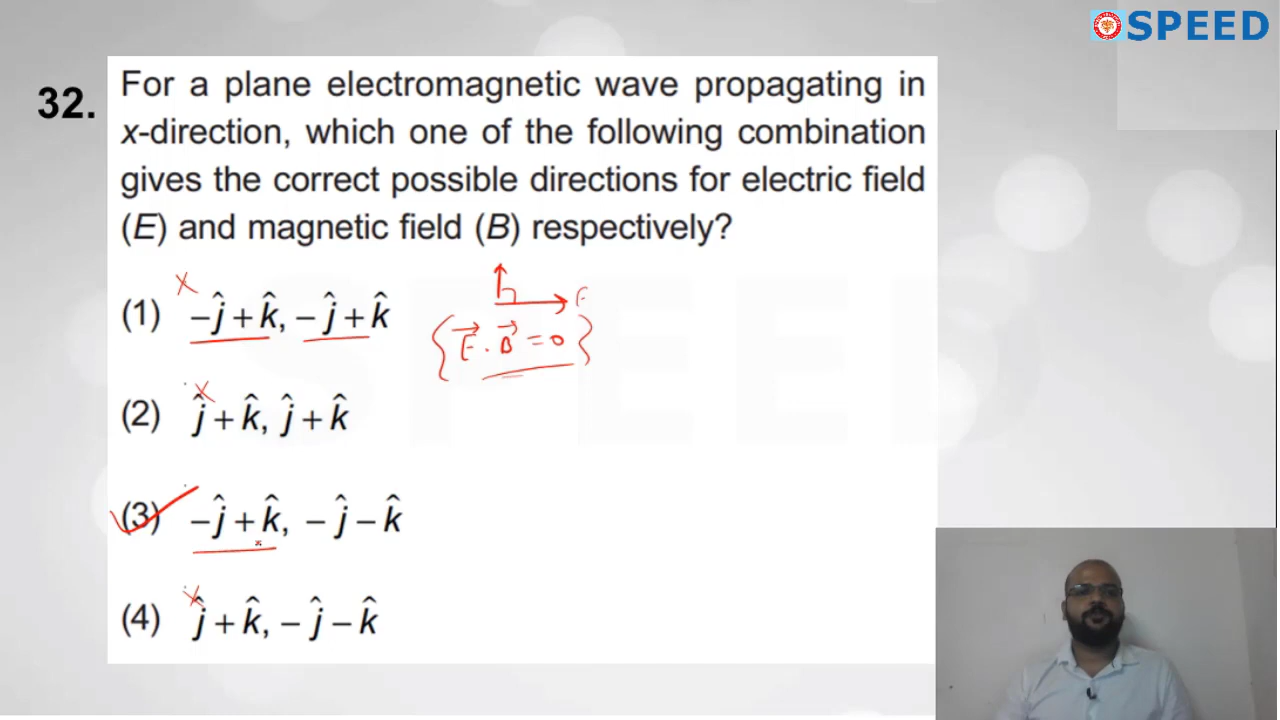 SPEED
32. For a plane electromagnetic wave propagating in
x-direction, which one of the following combination
gives the correct possible directions for electric field
(E) and magnetic field (B) respectively?
(1) −ĵ + k̂, − ĵ + k̂
E⃗ . B⃗ = 0
(2) ĵ + k̂, ĵ + k̂
(3) −ĵ + k̂, − ĵ − k̂
(4) ĵ + k̂, − ĵ − k̂